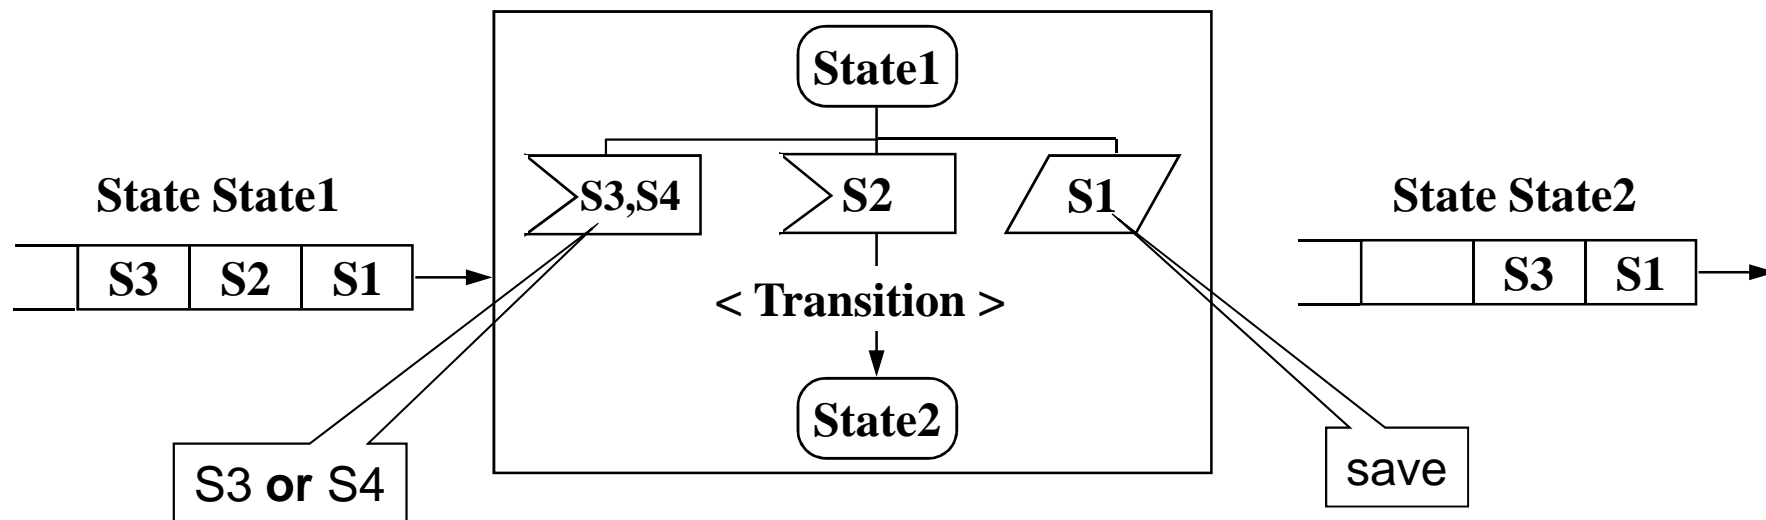 State1
S3,S4
S2
S1
State State1
State State2
S3 S2 S1
S3 S1
< Transition >
State2
S3 or S4
save